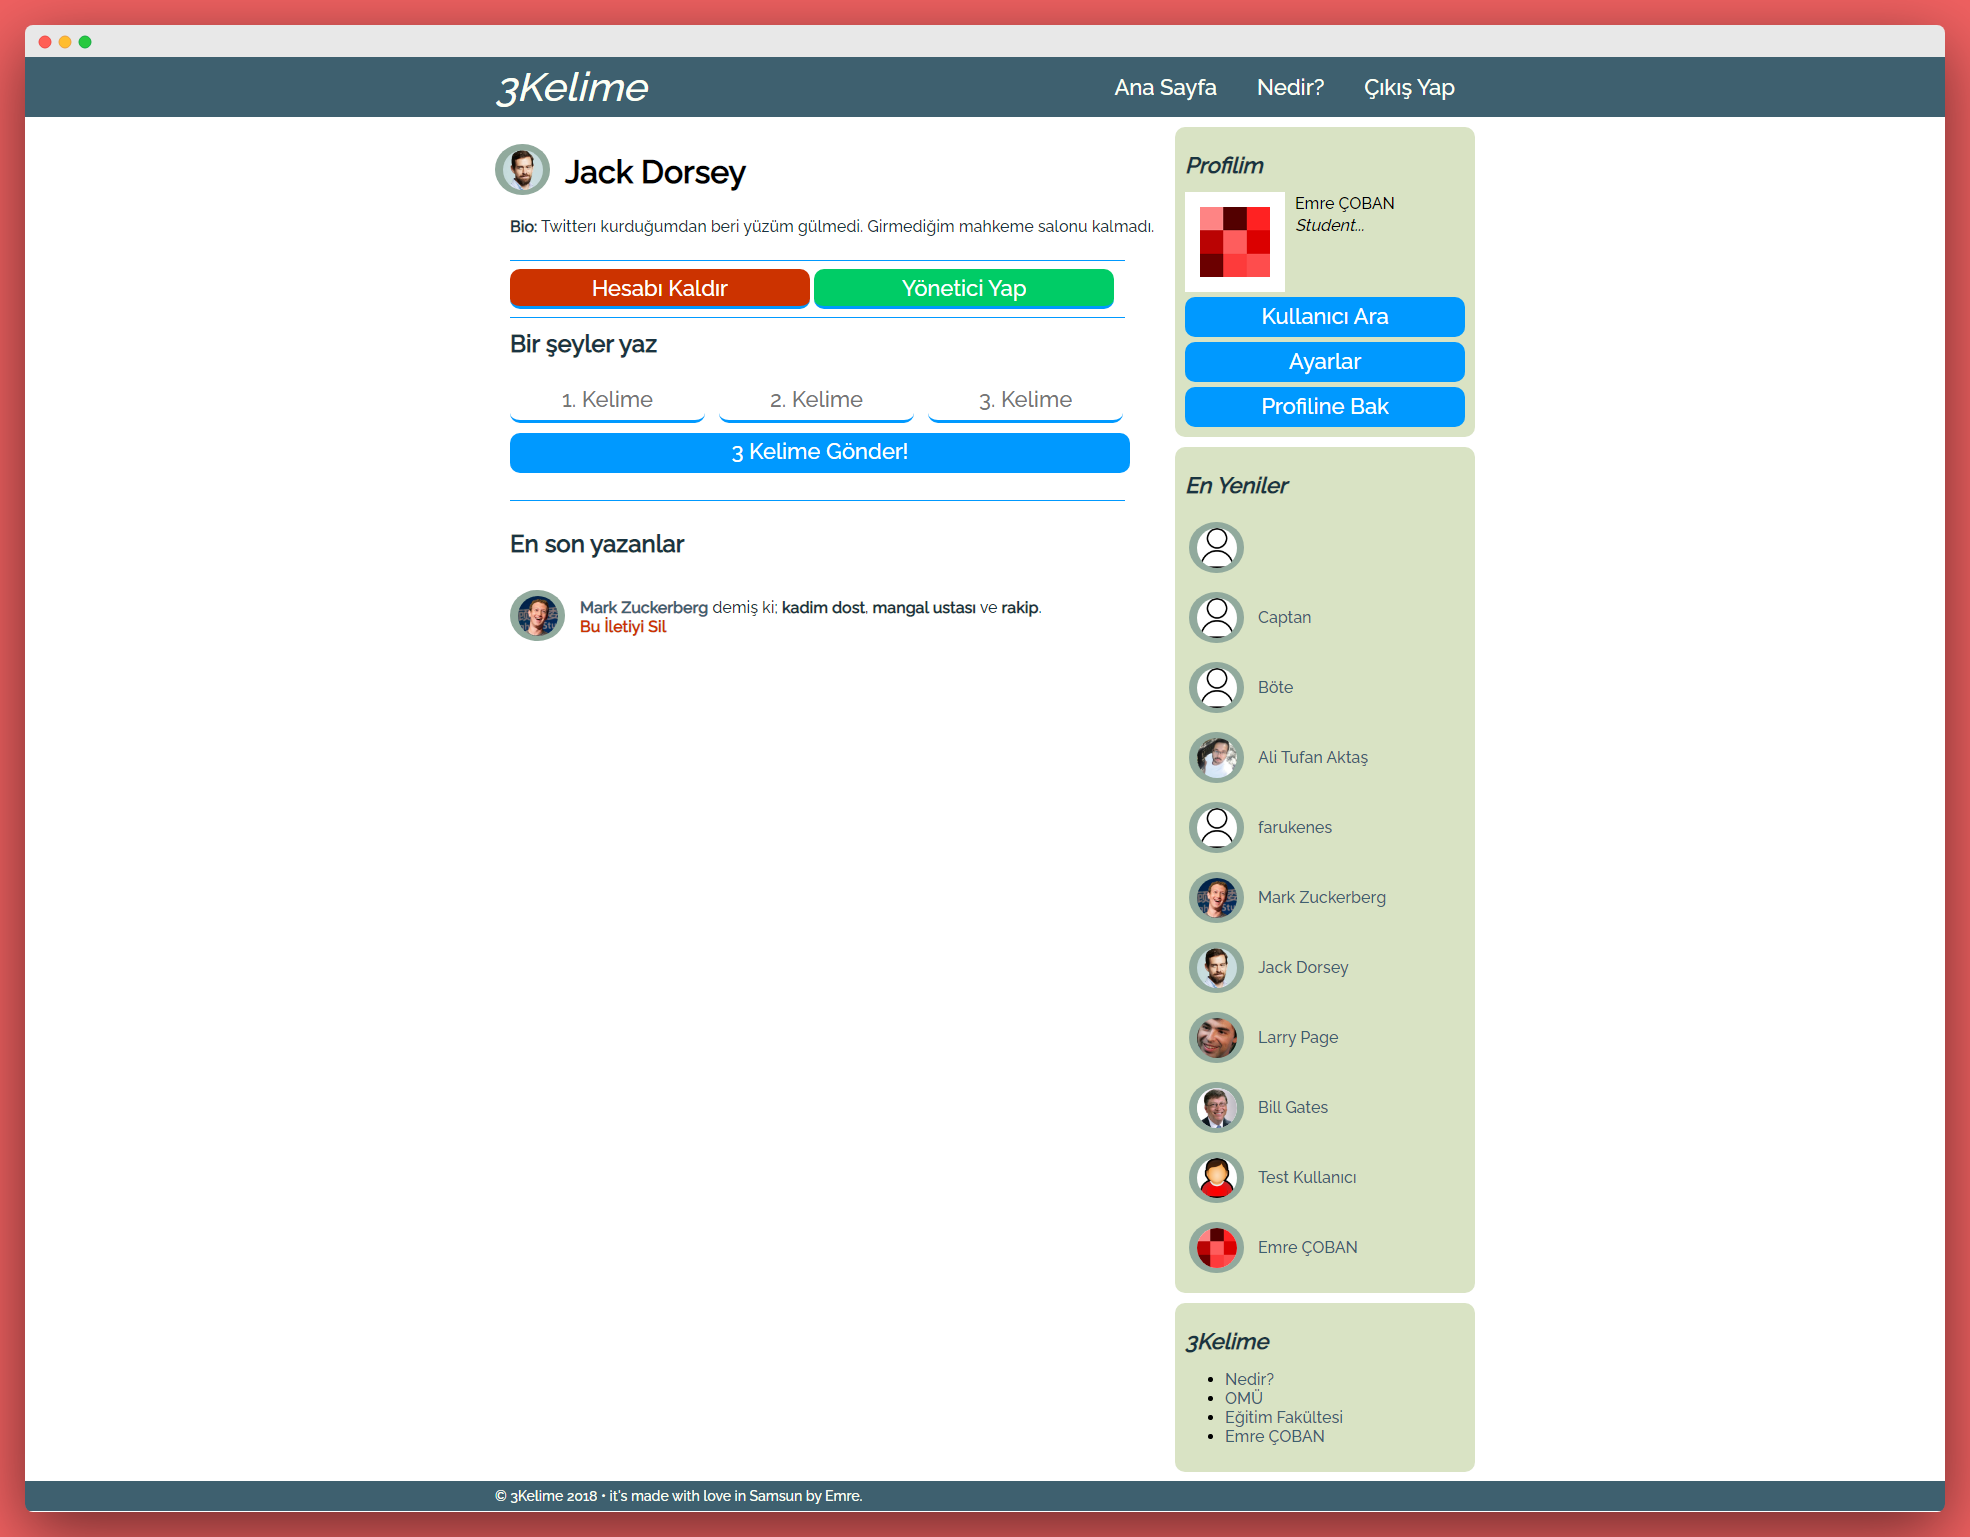 3Kelime
Ana Sayfa
Nedir?
Çıkış Yap
Jack Dorsey
Bio: Twitterı kurduğumdan beri yüzüm gülmedi. Girmediğim mahkeme salonu kalmadı.
Hesabı Kaldır
Yönetici Yap
Bir şeyler yaz
1. Kelime
2. Kelime
3. Kelime
3 Kelime Gönder!
En son yazanlar
Mark Zuckerberg demiş ki; kadim dost, mangal ustası ve rakip.
Bu İletiyi Sil
Profilim
Emre ÇOBAN
Student...
Kullanıcı Ara
Ayarlar
Profiline Bak
En Yeniler
Captan
Böte
Ali Tufan Aktaş
farukenes
Mark Zuckerberg
Jack Dorsey
Larry Page
Bill Gates
Test Kullanıcı
Emre ÇOBAN
3Kelime
Nedir?
OMÜ
Eğitim Fakültesi
Emre ÇOBAN
© 3Kelime 2018 • it's made with love in Samsun by Emre.